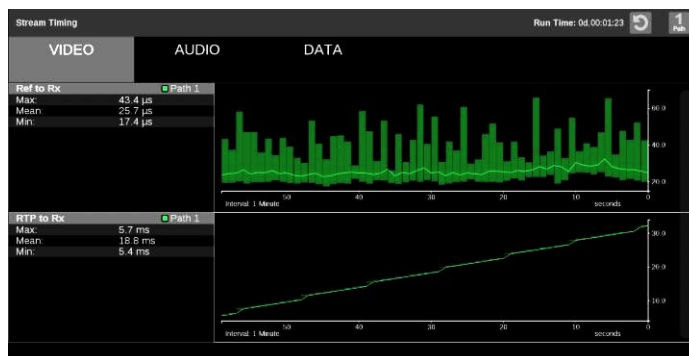 Stream Timing
Run Time: 0d,00:01:23
1
Path
VIDEO
AUDIO
DATA
Ref to Rx
Path 1
Max: 43.4 µs
Mean: 25.7 µs
Min: 17.4 µs
60.0
40.0
20.0
50 40 30 20 10 0
Interval: 1 Minute
seconds
RTP to Rx
Path 1
Max: 5.7 ms
Mean: 18.8 ms
Min: 5.4 ms
30.0
20.0
10.0
50 40 30 20 10 0
Interval: 1 Minute
seconds